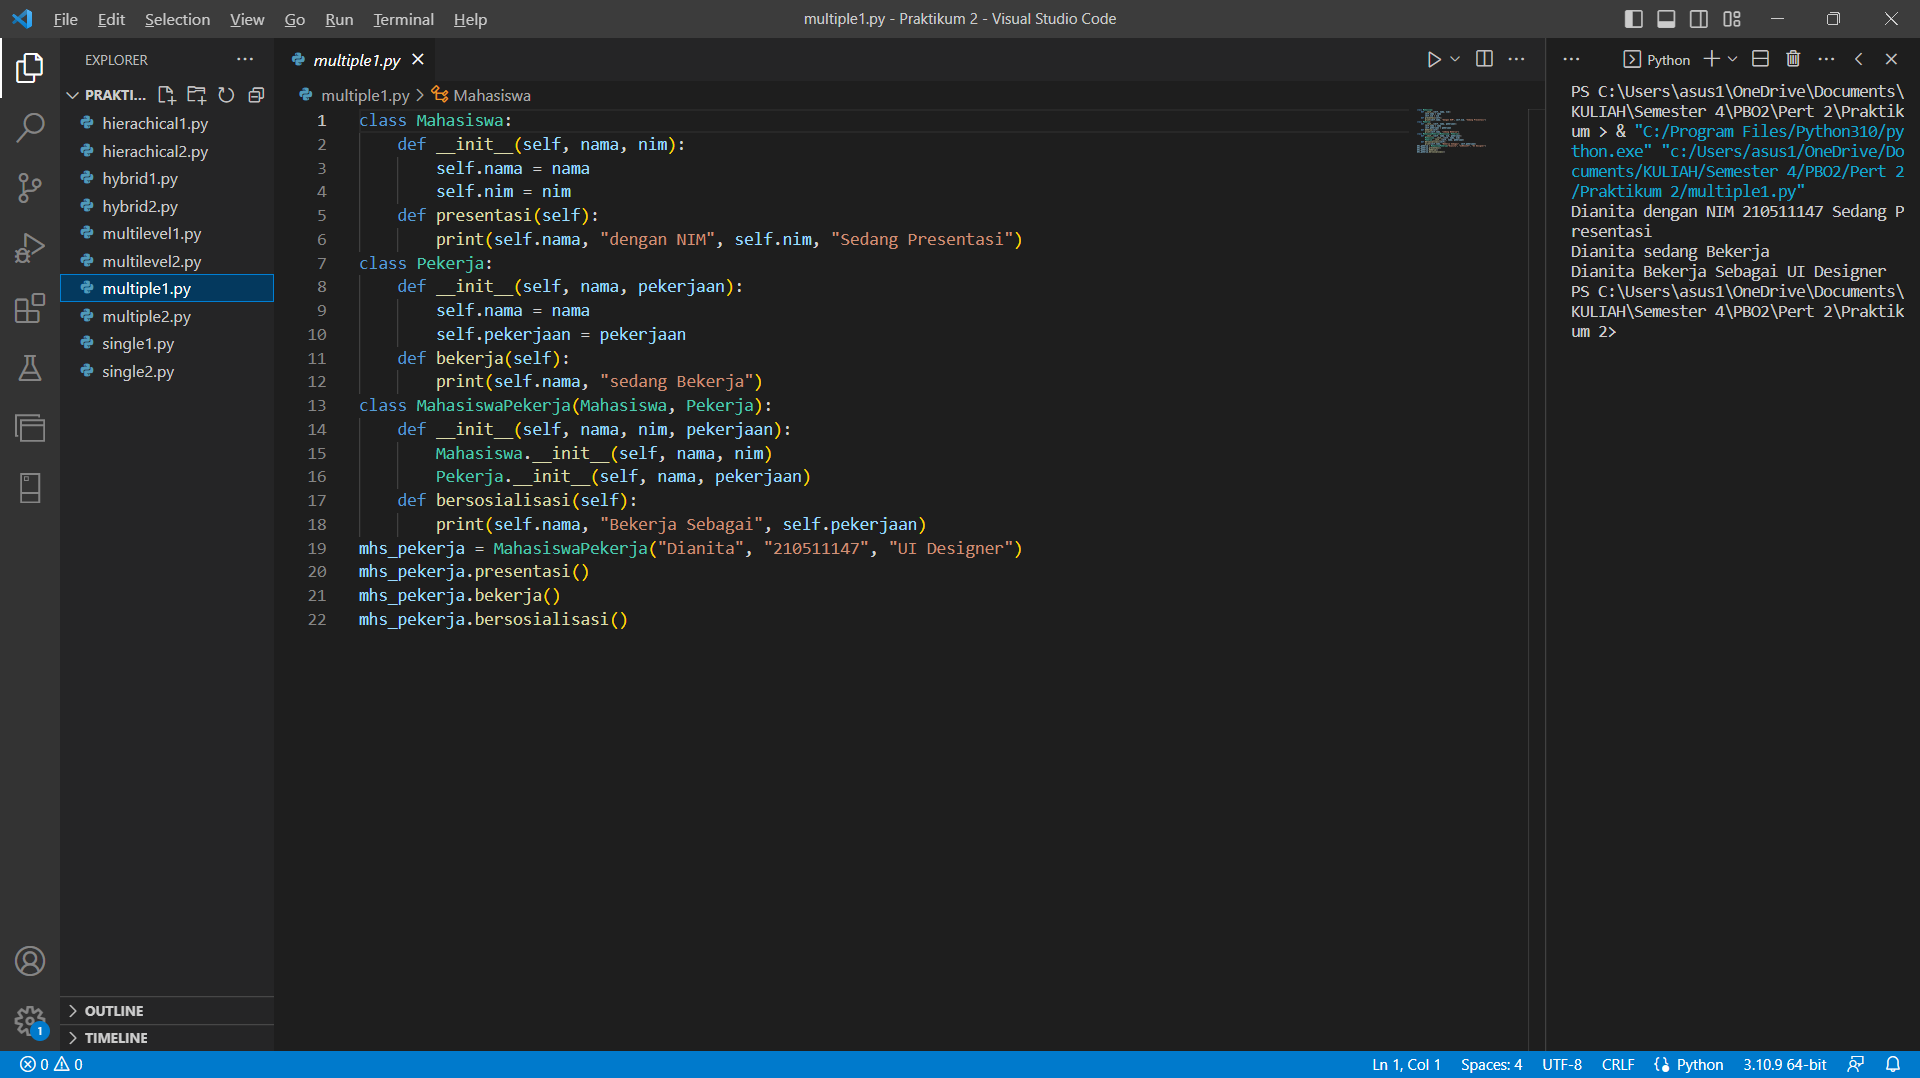 File Edit Selection View Go Run Terminal Help
multiple1.py - Praktikum 2 - Visual Studio Code
EXPLORER
PRAKTI...
hierachical1.py
hierachical2.py
hybrid1.py
hybrid2.py
multilevel1.py
multilevel2.py
multiple1.py
multiple2.py
single1.py
single2.py
OUTLINE
TIMELINE
multiple1.py
multiple1.py > Mahasiswa
1 class Mahasiswa:
2     def __init__(self, nama, nim):
3         self.nama = nama
4         self.nim = nim
5     def presentasi(self):
6         print(self.nama, "dengan NIM", self.nim, "Sedang Presentasi")
7 class Pekerja:
8     def __init__(self, nama, pekerjaan):
9         self.nama = nama
10         self.pekerjaan = pekerjaan
11     def bekerja(self):
12         print(self.nama, "sedang Bekerja")
13 class MahasiswaPekerja(Mahasiswa, Pekerja):
14     def __init__(self, nama, nim, pekerjaan):
15         Mahasiswa.__init__(self, nama, nim)
16         Pekerja.__init__(self, nama, pekerjaan)
17     def bersosialisasi(self):
18         print(self.nama, "Bekerja Sebagai", self.pekerjaan)
19 mhs_pekerja = MahasiswaPekerja("Dianita", "210511147", "UI Designer")
20 mhs_pekerja.presentasi()
21 mhs_pekerja.bekerja()
22 mhs_pekerja.bersosialisasi()
Python
PS C:\Users\asus1\OneDrive\Documents\
KULIAH\Semester 4\PBO2\Pert 2\Praktik
um > & "C:/Program Files/Python310/py
thon.exe" "c:/Users/asus1/OneDrive/Do
cuments/KULIAH/Semester 4/PBO2/Pert 2
/Praktikum 2/multiple1.py"
Dianita dengan NIM 210511147 Sedang P
resentasi
Dianita sedang Bekerja
Dianita Bekerja Sebagai UI Designer
PS C:\Users\asus1\OneDrive\Documents\
KULIAH\Semester 4\PBO2\Pert 2\Praktik
um 2>
1
0 0
Ln 1, Col 1 Spaces: 4 UTF-8 CRLF Python 3.10.9 64-bit